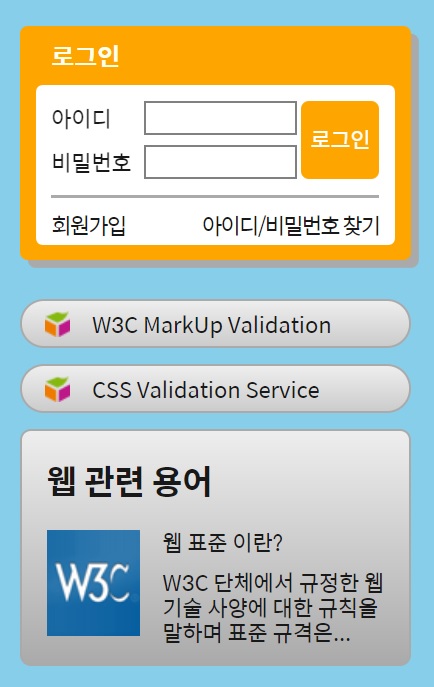 로그인
아이디
로그인
비밀번호
회원가입 아이디/비밀번호 찾기
W3C MarkUp Validation
CSS Validation Service
웹 관련 용어
W3C
웹 표준 이란?
W3C 단체에서 규정한 웹
기술 사양에 대한 규칙을
말하며 표준 규격은...